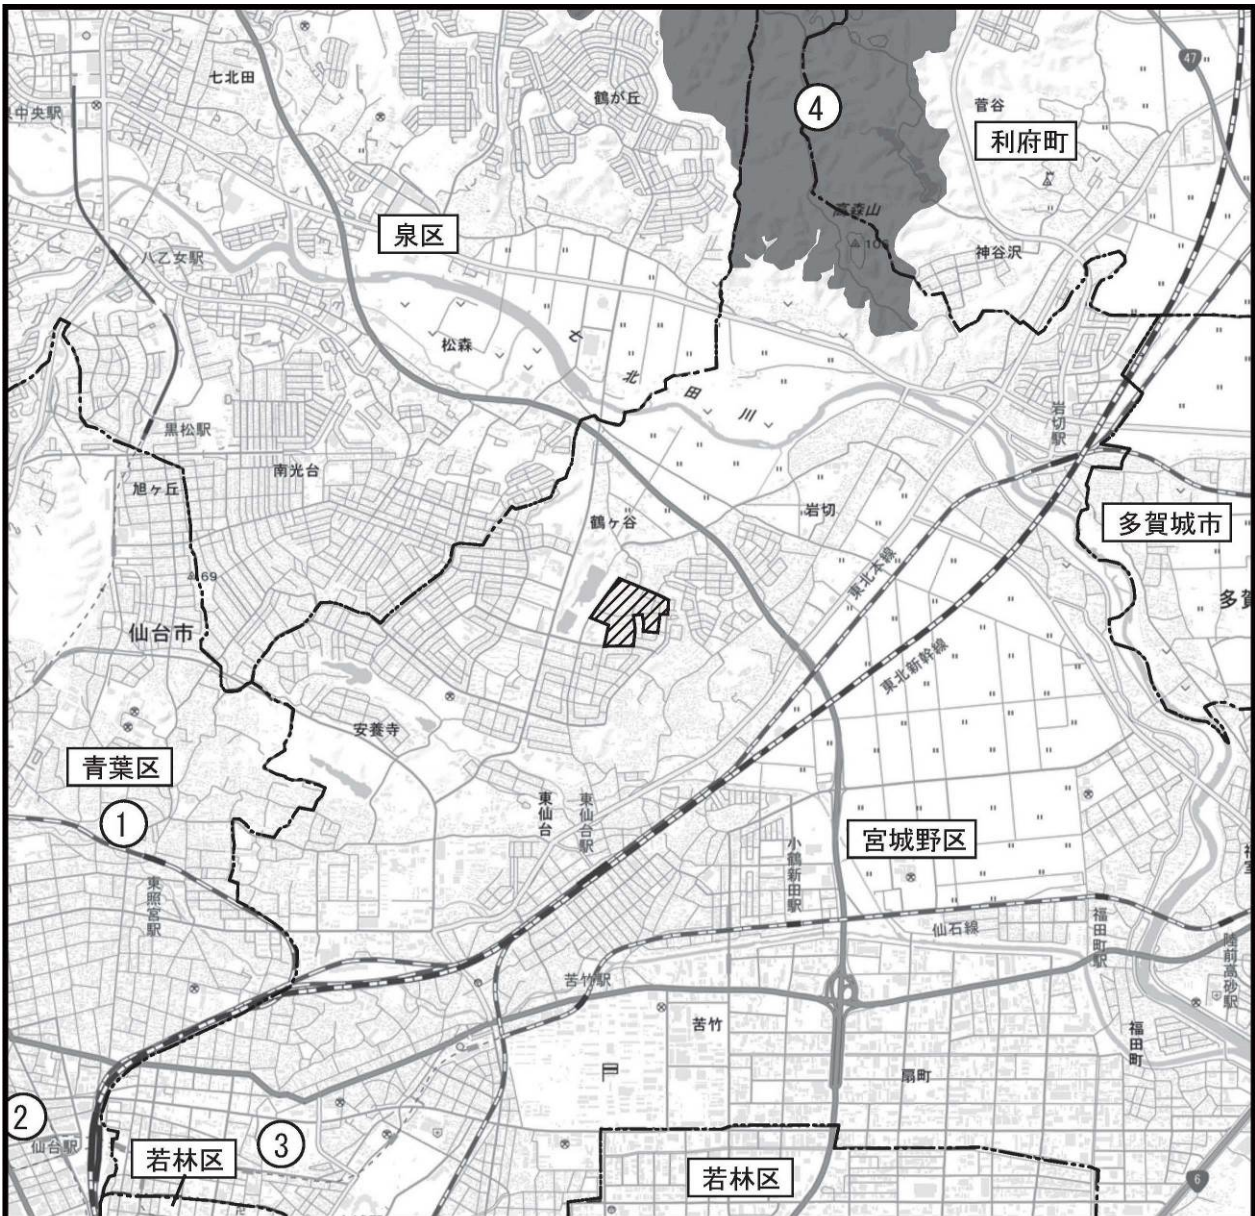 47
七北田
鶴が丘
菅谷
中央駅
④
利府町
高森山
泉区
八乙女駅
神谷沢
松森
七北田川
黒松駅
岩切駅
南光台
旭ヶ丘
鶴ヶ谷
岩切
多賀城市
東北本線
69
多賀
仙台市
東北新幹線
安養寺
青葉区
①
東仙台
東仙台駅
小鶴新田駅
宮城野区
東照宮駅
福田町駅
仙石線
陸前高砂駅
苦竹駅
苦竹
福田町
扇町
②
仙台駅
③
若林区
若林区
6